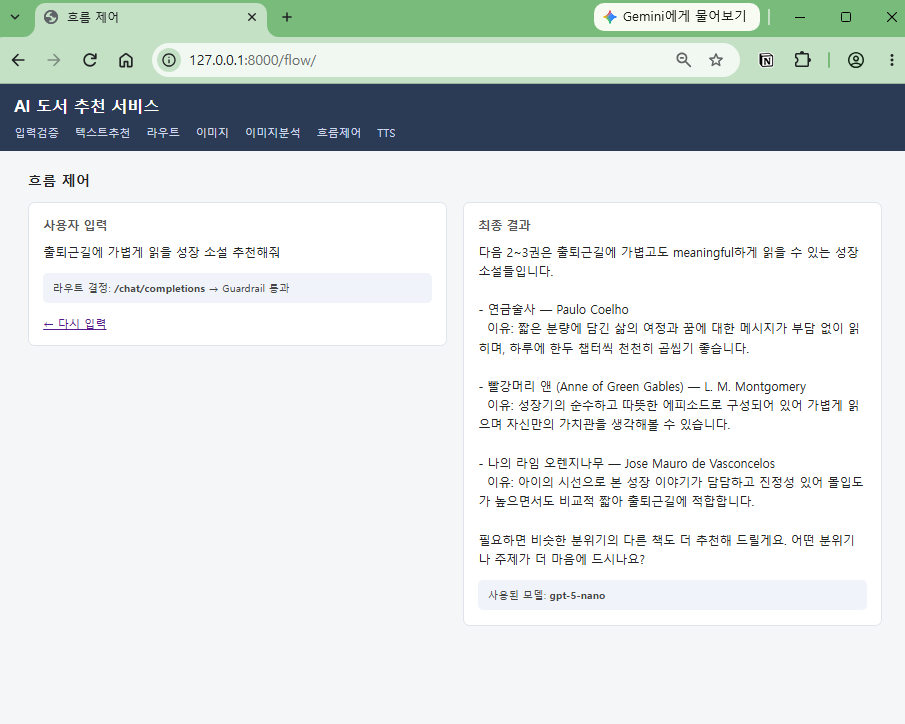 흐름 제어
Gemini에게 물어보기
127.0.0.1:8000/flow/
AI 도서 추천 서비스
입력검증 텍스트추천 라우트 이미지 이미지분석 흐름제어 TTS
흐름 제어
사용자 입력
출퇴근길에 가볍게 읽을 성장 소설 추천해줘
라우트 결정: /chat/completions → Guardrail 통과
← 다시 입력
최종 결과
다음 2~3권은 출퇴근길에 가볍고도 meaningful하게 읽을 수 있는 성장
소설들입니다.
- 연금술사 — Paulo Coelho
이유: 짧은 분량에 담긴 삶의 여정과 꿈에 대한 메시지가 부담 없이 읽
히며, 하루에 한두 챕터씩 천천히 곱씹기 좋습니다.
- 빨강머리 앤 (Anne of Green Gables) — L. M. Montgomery
이유: 성장기의 순수하고 따뜻한 에피소드로 구성되어 있어 가볍게 읽
으며 자신만의 가치관을 생각해볼 수 있습니다.
- 나의 라임 오렌지나무 — Jose Mauro de Vasconcelos
이유: 아이의 시선으로 본 성장 이야기가 담담하고 진정성 있어 몰입도
가 높으면서도 비교적 짧아 출퇴근길에 적합합니다.
필요하면 비슷한 분위기의 다른 책도 더 추천해 드릴게요. 어떤 분위기
나 주제가 더 마음에 드시나요?
사용된 모델: gpt-5-nano